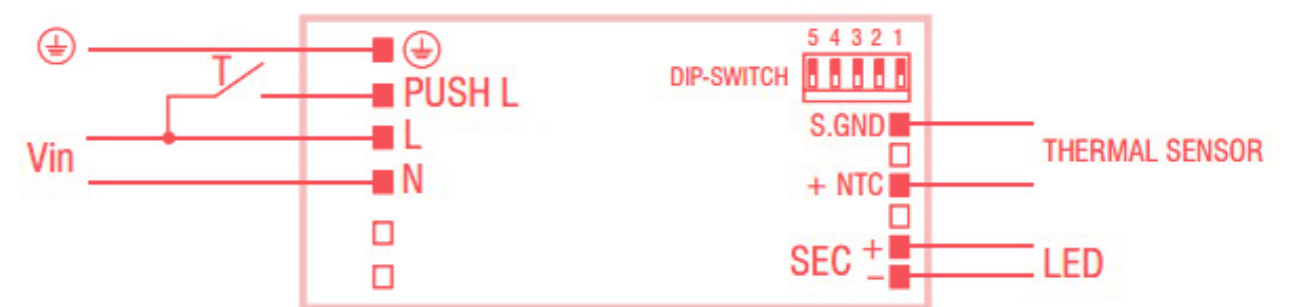 5 4 3 2 1
DIP-SWITCH
T
PUSH L
L
Vin
N
S.GND
THERMAL SENSOR
+ NTC
SEC +
−
LED